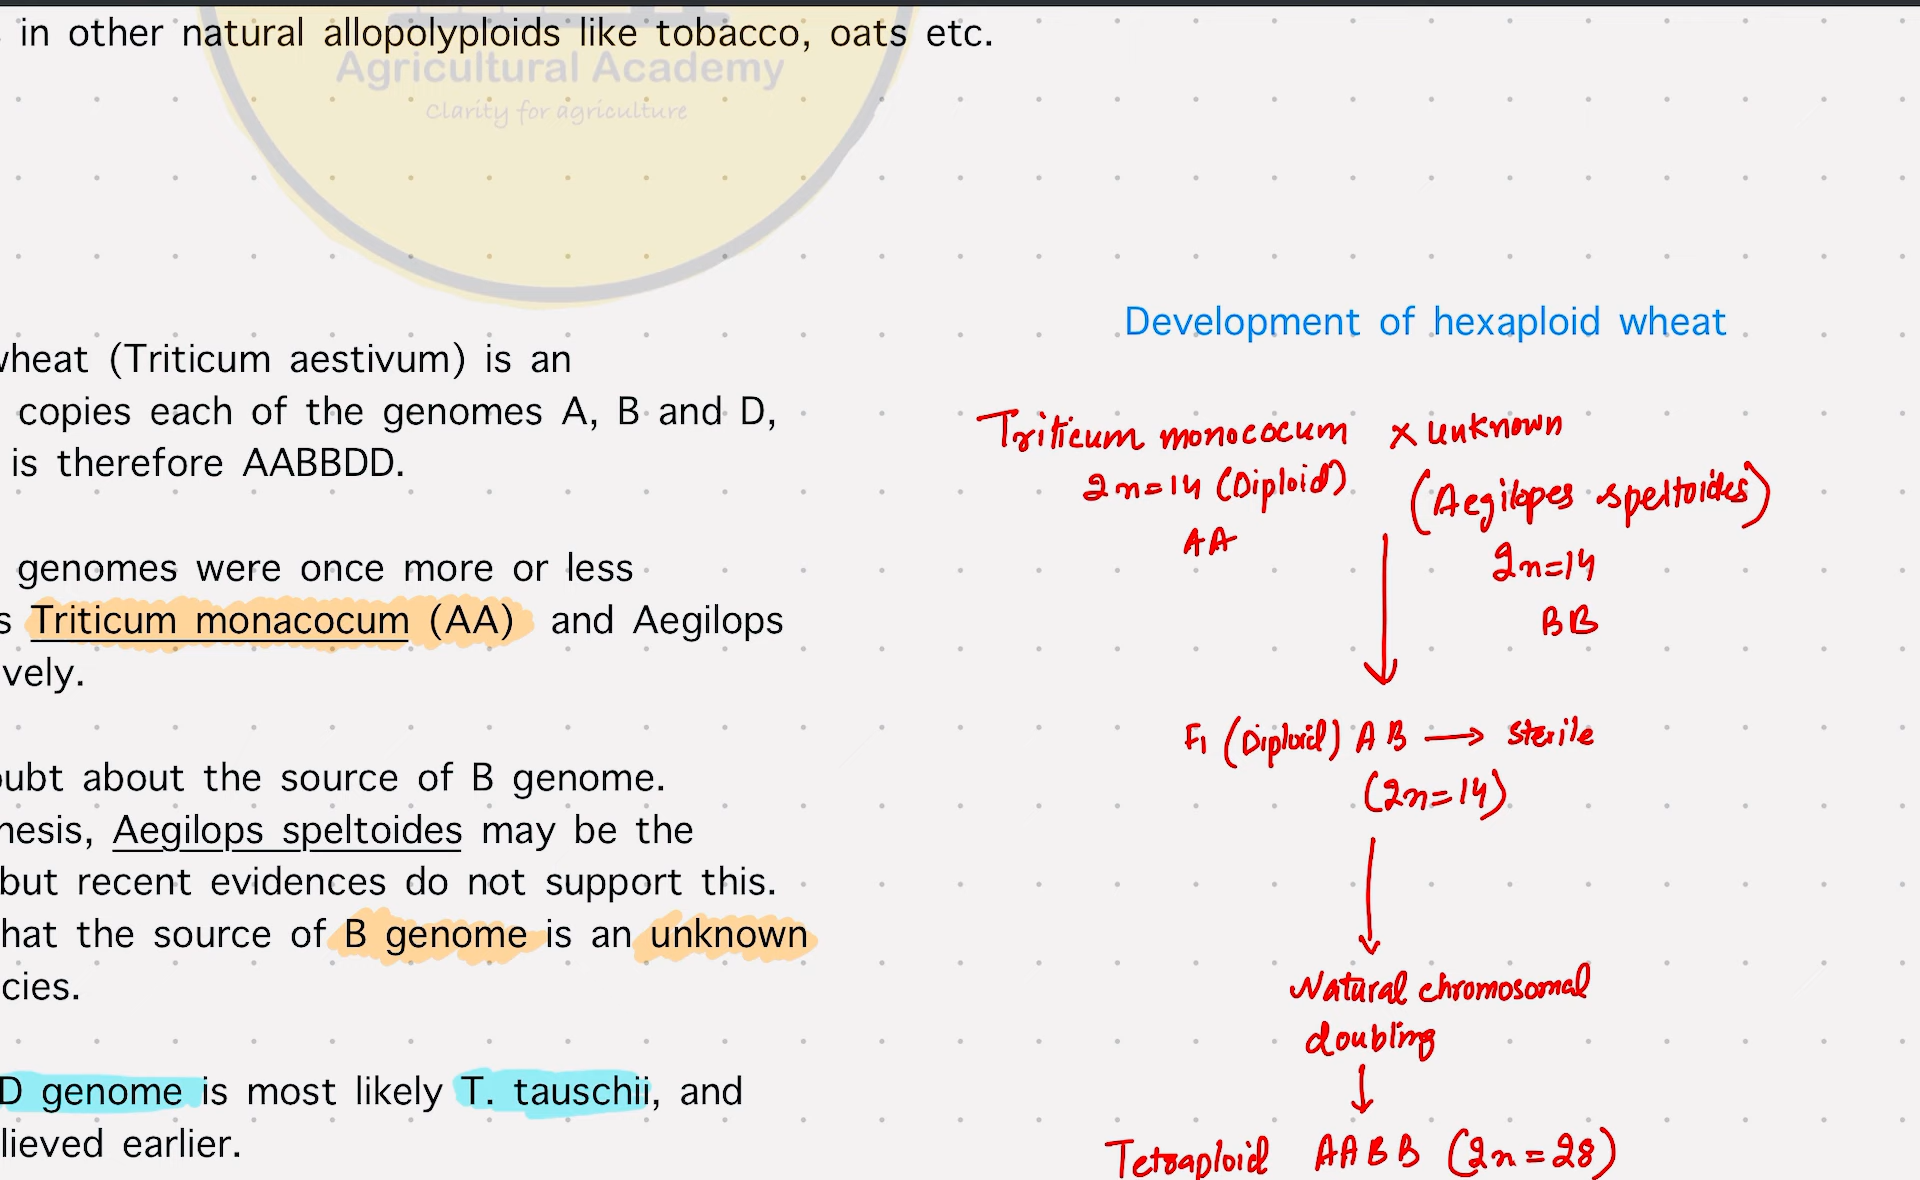 in other natural allopolyploids like tobacco, oats etc.
Agricultural Academy
Clarity for agriculture
wheat (Triticum aestivum) is an
copies each of the genomes A, B and D,
is therefore AABBDD.
genomes were once more or less
s Triticum monacocum (AA) and Aegilops
vely.
oubt about the source of B genome.
hesis, Aegilops speltoides may be the
but recent evidences do not support this.
hat the source of B genome is an unknown
cies.
D genome is most likely T. tauschii, and
lieved earlier.
Development of hexaploid wheat
Triticum monococum x unknown
2n=14 (Diploid) (Aegilopes speltoides)
AA 2n=14
BB
F1 (Diploid) AB → sterile
(2n=14)
Natural chromosomal
doubling
Tetraploid AABB (2n=28)